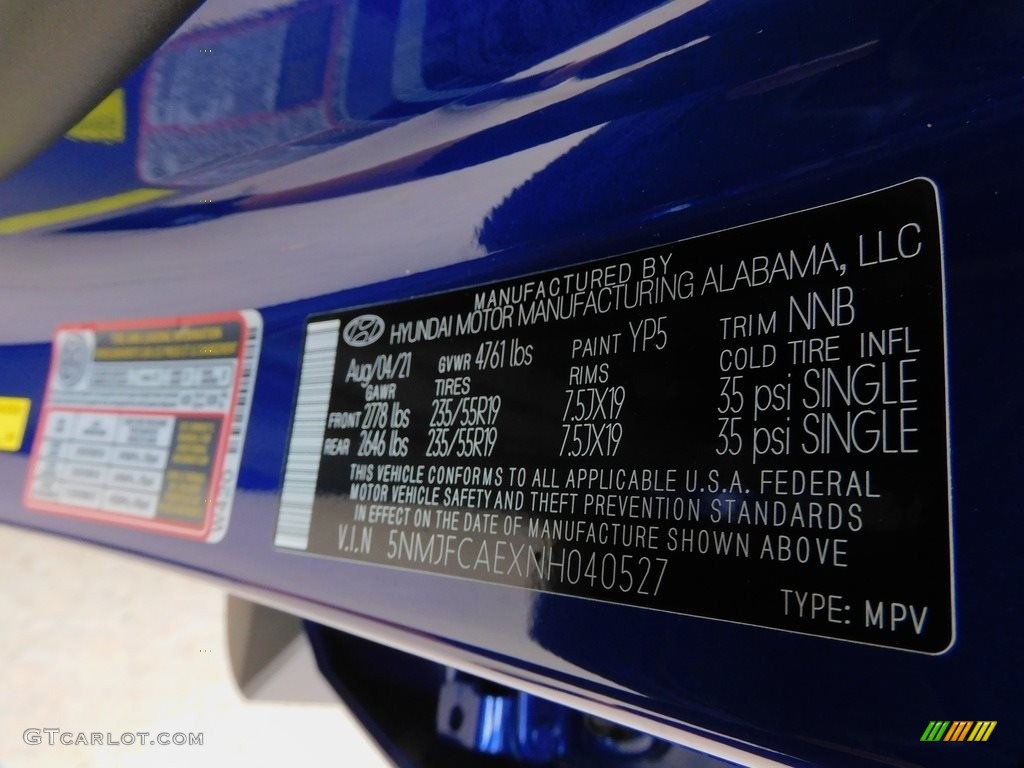 MANUFACTURED BY
HYUNDAI MOTOR MANUFACTURING ALABAMA, LLC
Aug/04/21 GVWR 4761 lbs PAINT YP5 TRIM NNB
GAWR TIRES RIMS COLD TIRE INFL
FRONT 2778 lbs 235/55R19 7.5JX19 35 psi SINGLE
REAR 2646 lbs 235/55R19 7.5JX19 35 psi SINGLE
THIS VEHICLE CONFORMS TO ALL APPLICABLE U.S.A. FEDERAL
MOTOR VEHICLE SAFETY AND THEFT PREVENTION STANDARDS
IN EFFECT ON THE DATE OF MANUFACTURE SHOWN ABOVE
V.I.N 5NMJFCAEXNH040527
TYPE: MPV
GTCARLOT.COM